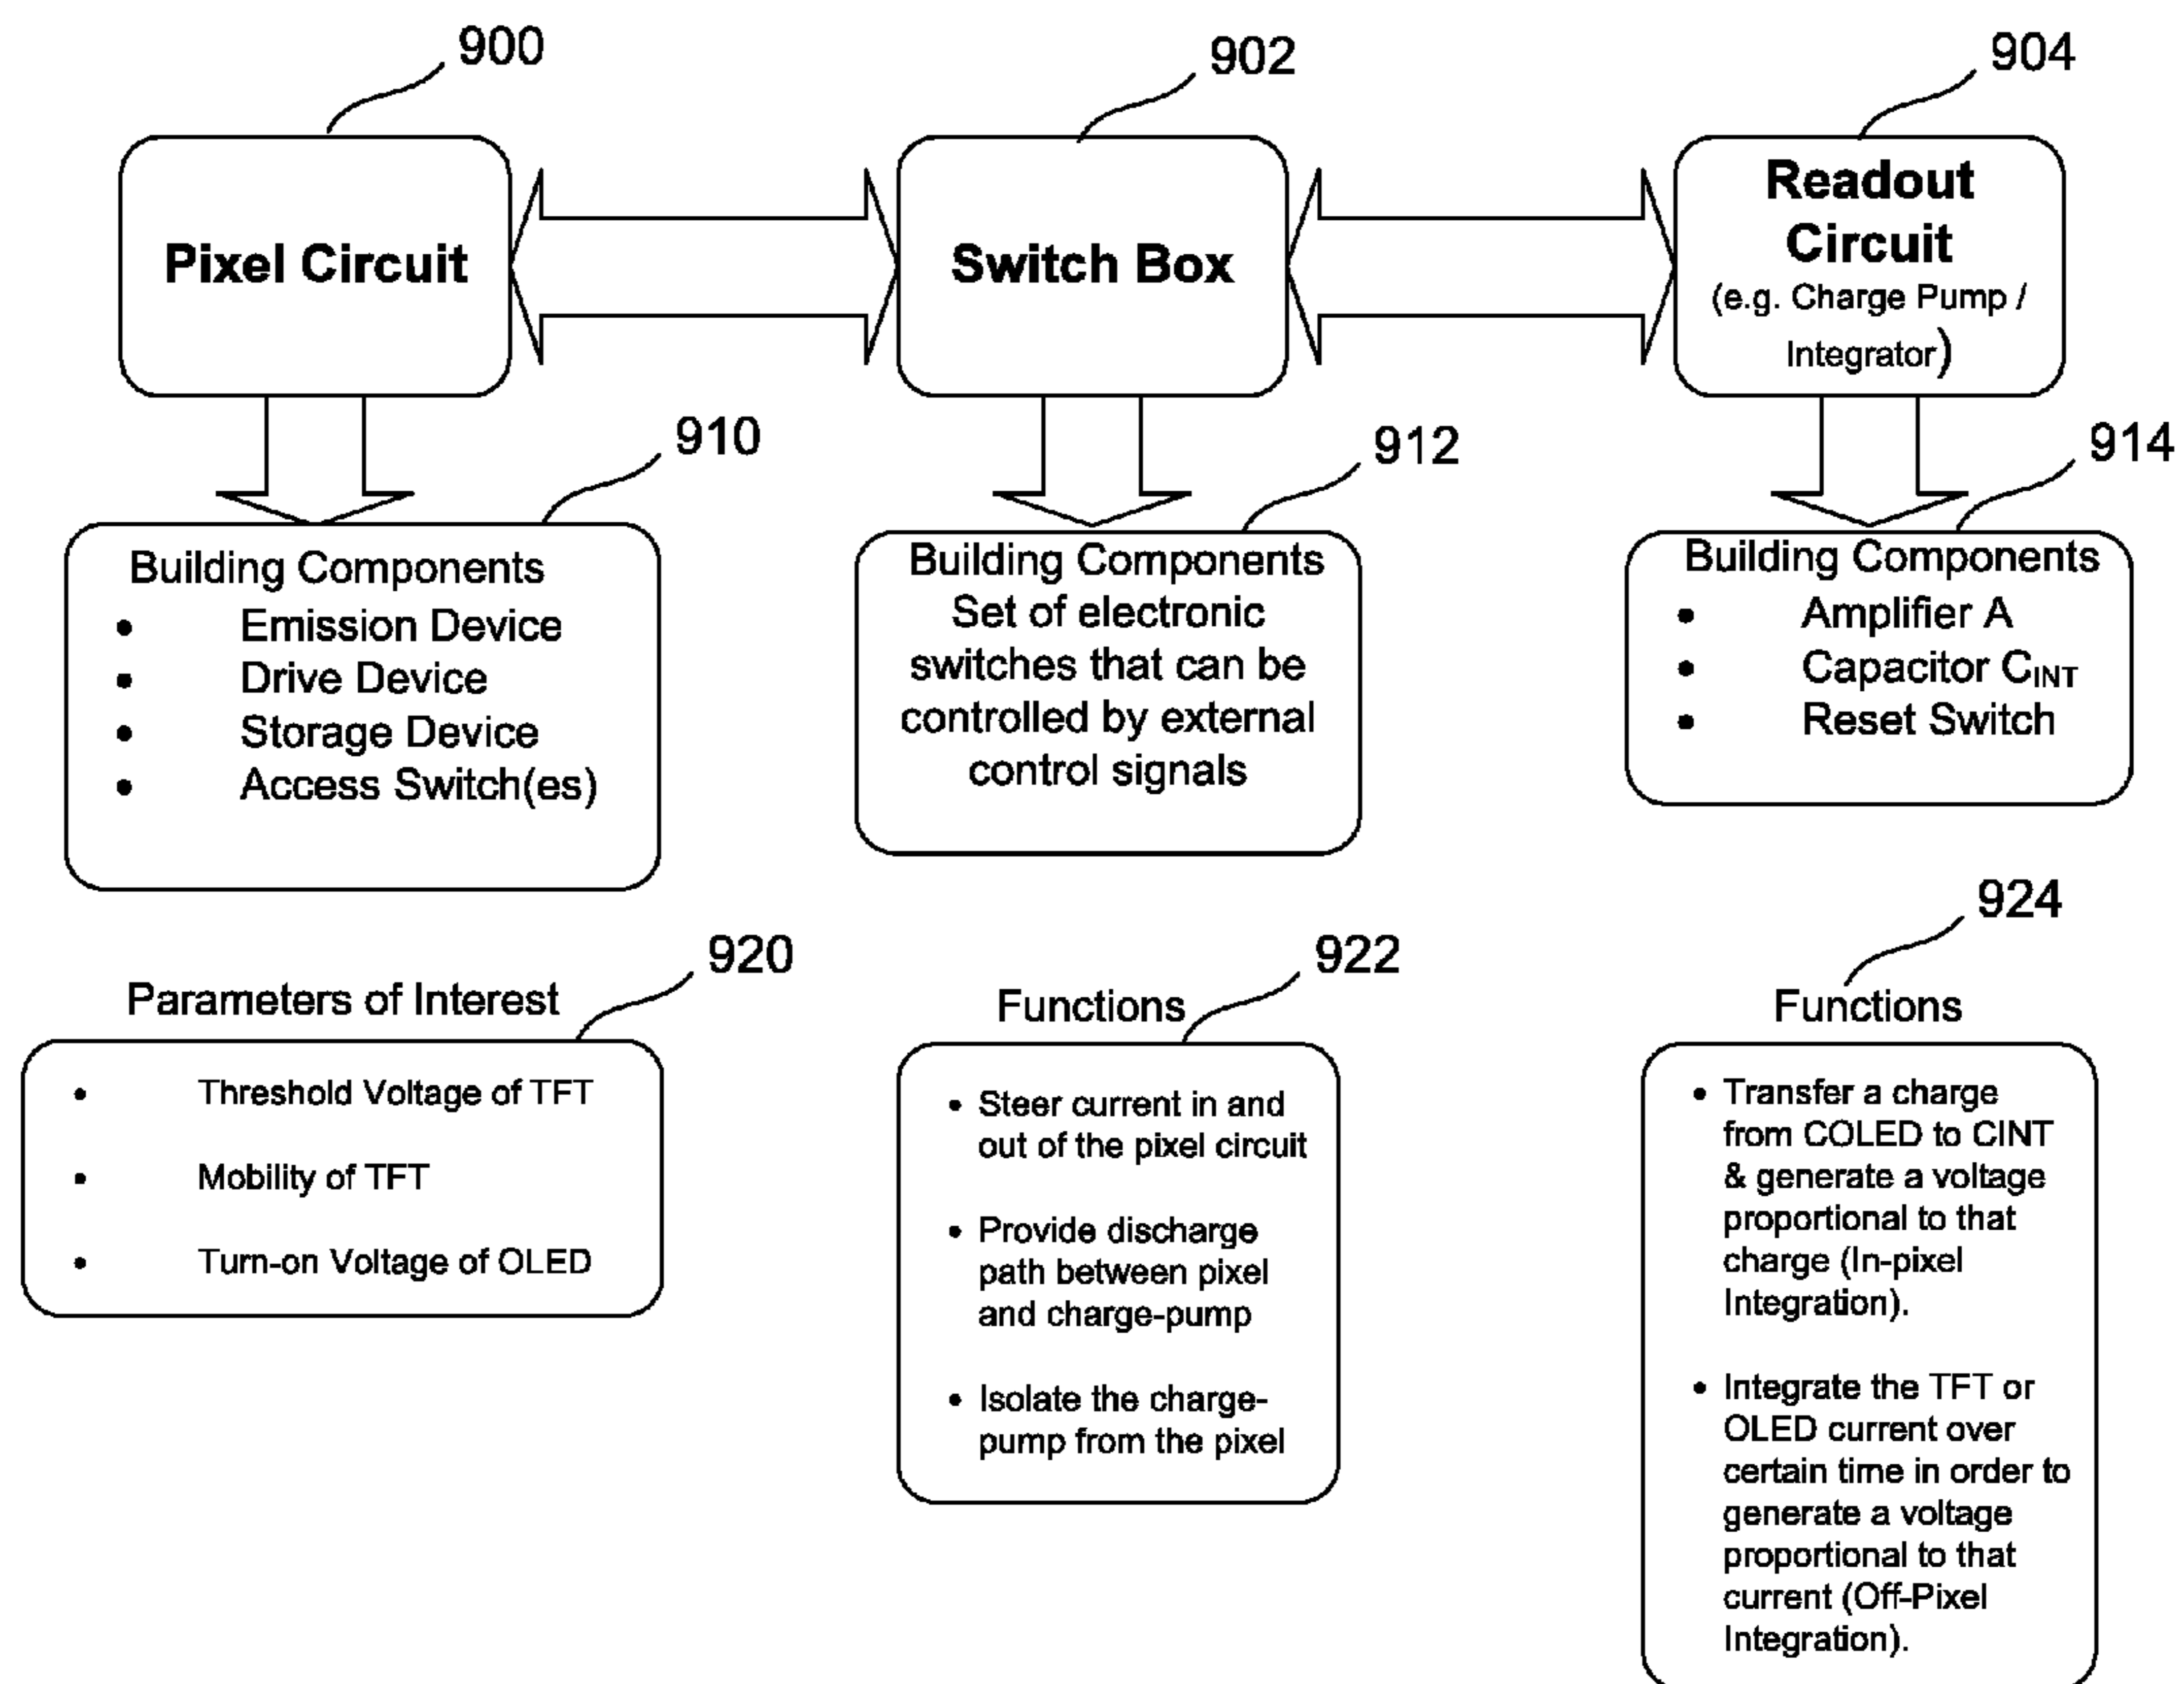 900
902
904
Pixel Circuit
Switch Box
Readout
Circuit
(e.g. Charge Pump /
Integrator)
910
912
914
Building Components
• Emission Device
• Drive Device
• Storage Device
• Access Switch(es)
Building Components
Set of electronic
switches that can be
controlled by external
control signals
Building Components
• Amplifier A
• Capacitor CINT
• Reset Switch
920
922
924
Parameters of Interest
• Threshold Voltage of TFT
• Mobility of TFT
• Turn-on Voltage of OLED
Functions
• Steer current in and
out of the pixel circuit
• Provide discharge
path between pixel
and charge-pump
• Isolate the charge-
pump from the pixel
Functions
• Transfer a charge
from COLED to CINT
& generate a voltage
proportional to that
charge (In-pixel
Integration).
• Integrate the TFT or
OLED current over
certain time in order to
generate a voltage
proportional to that
current (Off-Pixel
Integration).